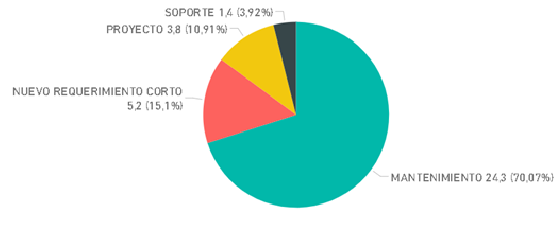 SOPORTE 1,4 (3,92%)
PROYECTO 3,8 (10,91%)
NUEVO REQUERIMIENTO CORTO
5,2 (15,1%)
MANTENIMIENTO 24,3 (70,07%)